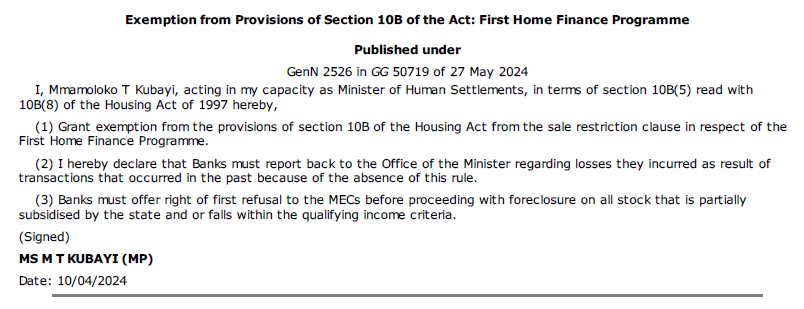 Exemption from Provisions of Section 10B of the Act: First Home Finance Programme
Published under
GenN 2526 in GG 50719 of 27 May 2024
I, Mmamoloko T Kubayi, acting in my capacity as Minister of Human Settlements, in terms of section 10B(5) read with
10B(8) of the Housing Act of 1997 hereby,
(1) Grant exemption from the provisions of section 10B of the Housing Act from the sale restriction clause in respect of the
First Home Finance Programme.
(2) I hereby declare that Banks must report back to the Office of the Minister regarding losses they incurred as result of
transactions that occurred in the past because of the absence of this rule.
(3) Banks must offer right of first refusal to the MECs before proceeding with foreclosure on all stock that is partially
subsidised by the state and or falls within the qualifying income criteria.
(Signed)
MS M T KUBAYI (MP)
Date: 10/04/2024